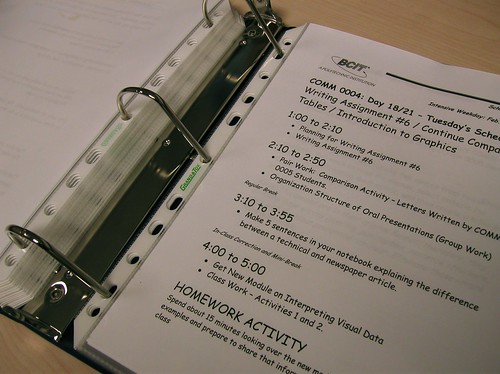 BCIT
A POLYTECHNIC INSTITUTION
Intensive Weekday: Feb.
COMM 0004: Day 18/21 - Tuesday's Sche
Writing Assignment #6 / Continue Compa
Tables / Introduction to Graphics
1:00 to 2:10
• Planning for Writing Assignment #6
• Writing Assignment #6
2:10 to 2:50
• Pair Work: Comparison Activity - Letters Written by COMM
0005 Students.
• Organization Structure of Oral Presentations (Group Work)
Regular Break
3:10 to 3:55
• Make 5 sentences in your notebook explaining the difference
between a technical and newspaper article.
In-Class Correction and Mini-Break
4:00 to 5:00
• Get New Module on Interpreting Visual Data
• Class Work - Activities 1 and 2.
HOMEWORK ACTIVITY
Spend about 15 minutes looking over the new mo
examples and prepare to share that infor
class